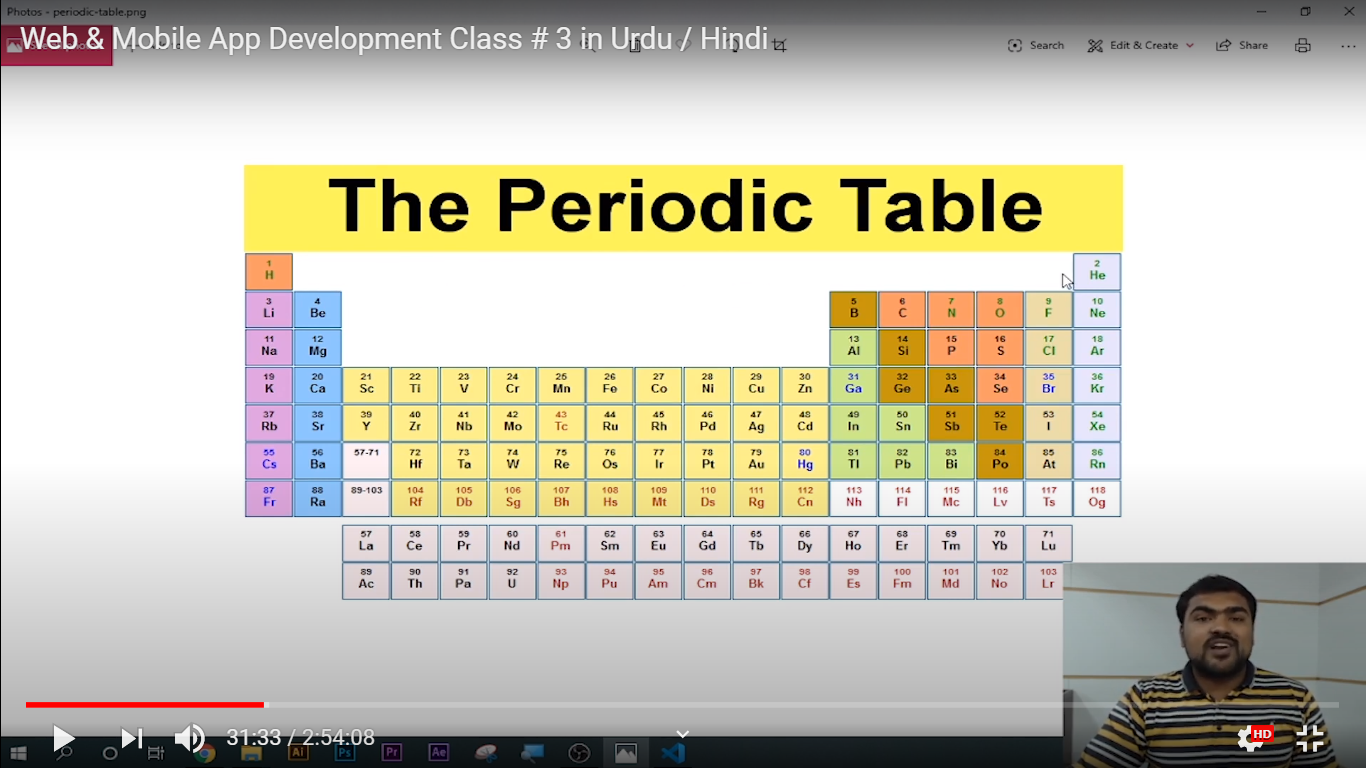 Photos - periodic-table.png
Web & Mobile App Development Class # 3 in Urdu / Hindi
Search Edit & Create Share
The Periodic Table
1 2
H He
3 4 5 6 7 8 9 10
Li Be B C N O F Ne
11 12 13 14 15 16 17 18
Na Mg Al Si P S Cl Ar
19 20 21 22 23 24 25 26 27 28 29 30 31 32 33 34 35 36
K Ca Sc Ti V Cr Mn Fe Co Ni Cu Zn Ga Ge As Se Br Kr
37 38 39 40 41 42 43 44 45 46 47 48 49 50 51 52 53 54
Rb Sr Y Zr Nb Mo Tc Ru Rh Pd Ag Cd In Sn Sb Te I Xe
55 56 57-71 72 73 74 75 76 77 78 79 80 81 82 83 84 85 86
Cs Ba Hf Ta W Re Os Ir Pt Au Hg Tl Pb Bi Po At Rn
87 88 89-103 104 105 106 107 108 109 110 111 112 113 114 115 116 117 118
Fr Ra Rf Db Sg Bh Hs Mt Ds Rg Cn Nh Fl Mc Lv Ts Og
57 58 59 60 61 62 63 64 65 66 67 68 69 70 71
La Ce Pr Nd Pm Sm Eu Gd Tb Dy Ho Er Tm Yb Lu
89 90 91 92 93 94 95 96 97 98 99 100 101 102 103
Ac Th Pa U Np Pu Am Cm Bk Cf Es Fm Md No Lr
31:33 / 2:54:08
HD
Ai Ps Pr Ae